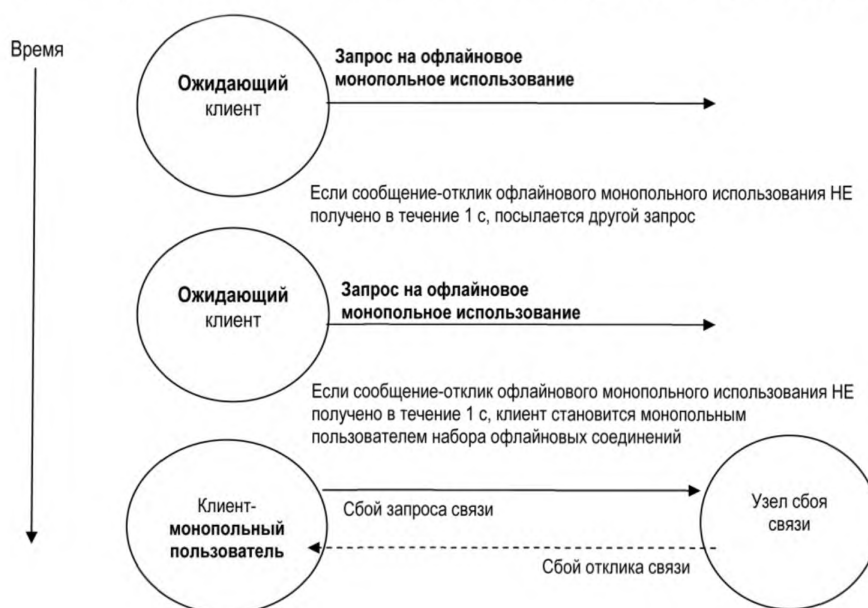 Время
Ожидающий
клиент
Запрос на офлайновое
монопольное использование
Если сообщение-отклик офлайнового монопольного использования НЕ
получено в течение 1 с, посылается другой запрос
Ожидающий
клиент
Запрос на офлайновое
монопольное использование
Если сообщение-отклик офлайнового монопольного использования НЕ
получено в течение 1 с, клиент становится монопольным
пользователем набора офлайновых соединений
Клиент-
монопольный
пользователь
Сбой запроса связи
Узел сбоя
связи
Сбой отклика связи